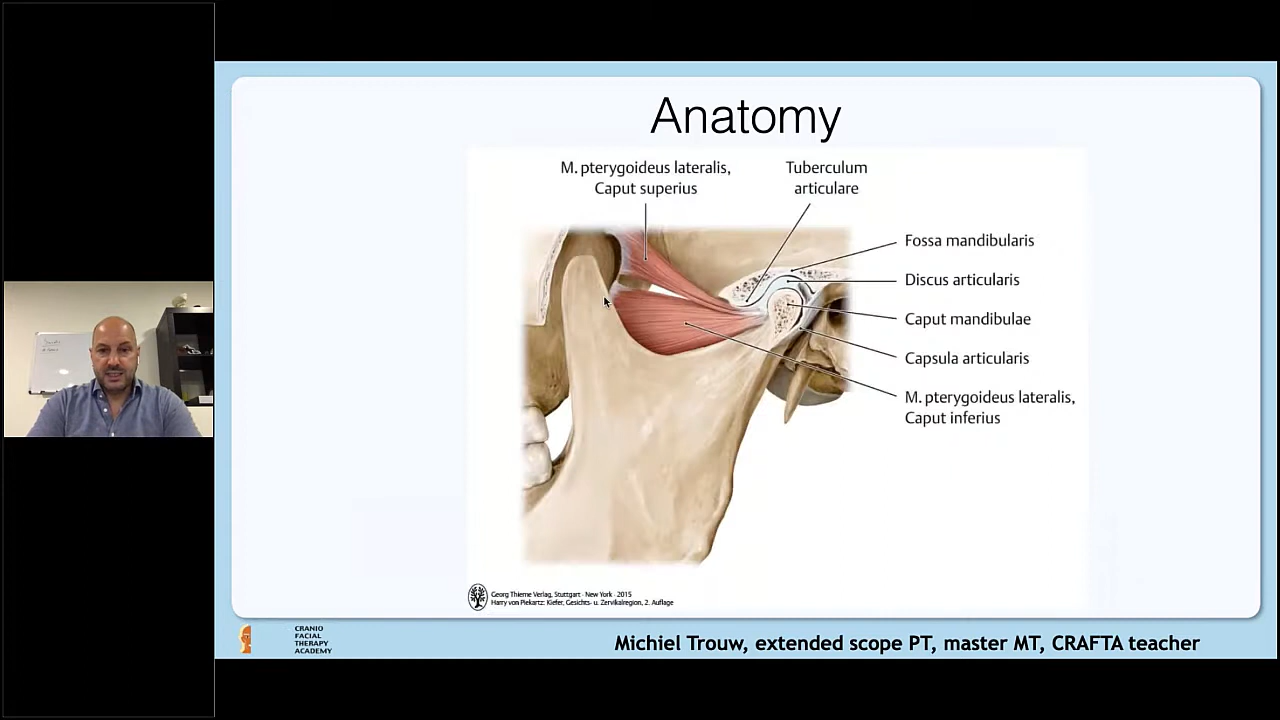 Anatomy
M. pterygoideus lateralis,
Caput superius
Tuberculum
articulare
Fossa mandibularis
Discus articularis
Caput mandibulae
Capsula articularis
M. pterygoideus lateralis,
Caput inferius
Georg Thieme Verlag, Stuttgart · New York · 2015
Harry von Piekartz: Kiefer, Gesichts- u. Zervikalregion, 2. Auflage
CRANIO
FACIAL
THERAPY
ACADEMY
Michiel Trouw, extended scope PT, master MT, CRAFTA teacher